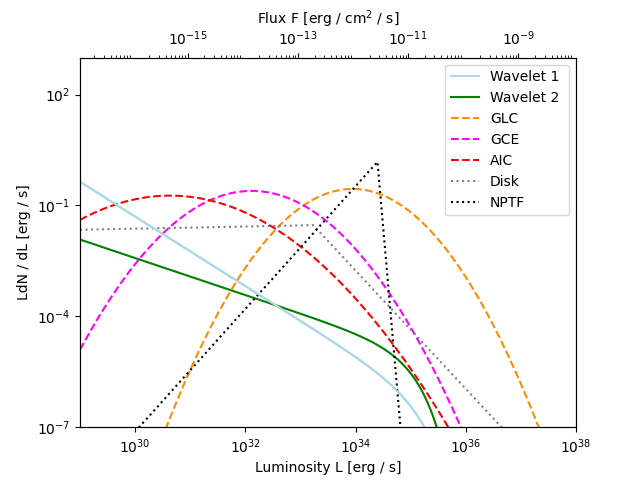 Flux F [erg / cm² / s]
10⁻¹⁵ 10⁻¹³ 10⁻¹¹ 10⁻⁹
Wavelet 1
Wavelet 2
GLC
GCE
AIC
Disk
NPTF
LdN / dL [erg / s]
10²
10⁻¹
10⁻⁴
10⁻⁷
10³⁰ 10³² 10³⁴ 10³⁶ 10³⁸
Luminosity L [erg / s]